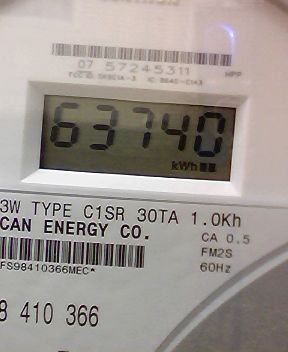 07 57245311 HPP
63740
kWh
3W TYPE C1SR 30TA 1.0Kh
CAN ENERGY CO. CA 0.5
FM2S
FS98410366MEC* 60Hz
8 410 366